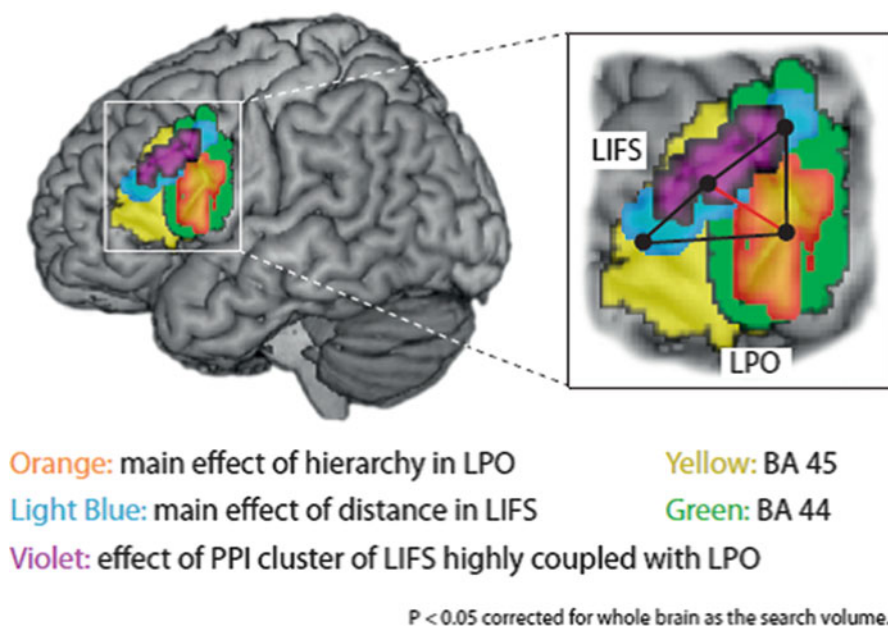 LIFS
LPO
Orange: main effect of hierarchy in LPO
Yellow: BA 45
Light Blue: main effect of distance in LIFS
Green: BA 44
Violet: effect of PPI cluster of LIFS highly coupled with LPO
P < 0.05 corrected for whole brain as the search volume.